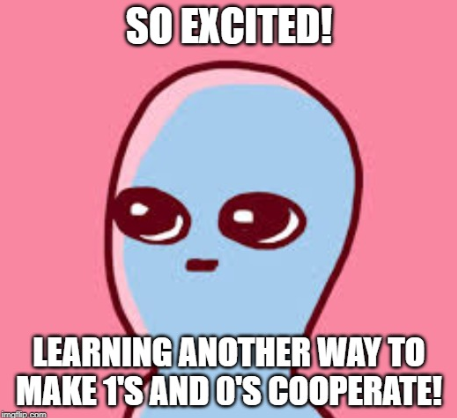 SO EXCITED!
LEARNING ANOTHER WAY TO
MAKE 1'S AND 0'S COOPERATE!
imgflip.com